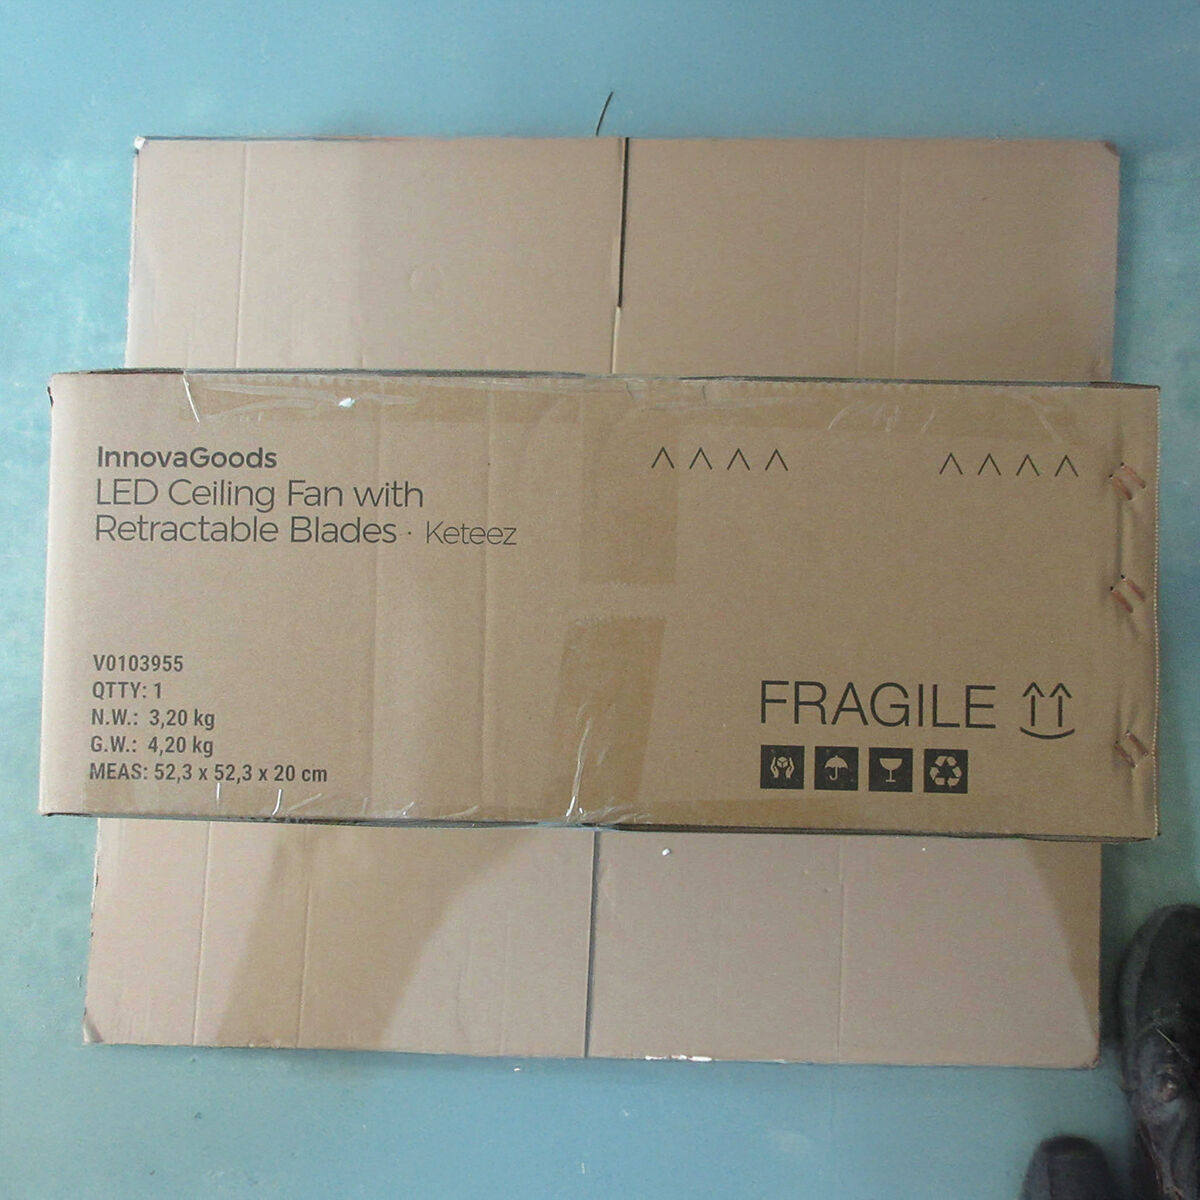 InnovaGoods
LED Ceiling Fan with
Retractable Blades · Keteez
V0103955
QTTY: 1
N.W.: 3,20 kg
G.W.: 4,20 kg
MEAS: 52,3 x 52,3 x 20 cm
FRAGILE